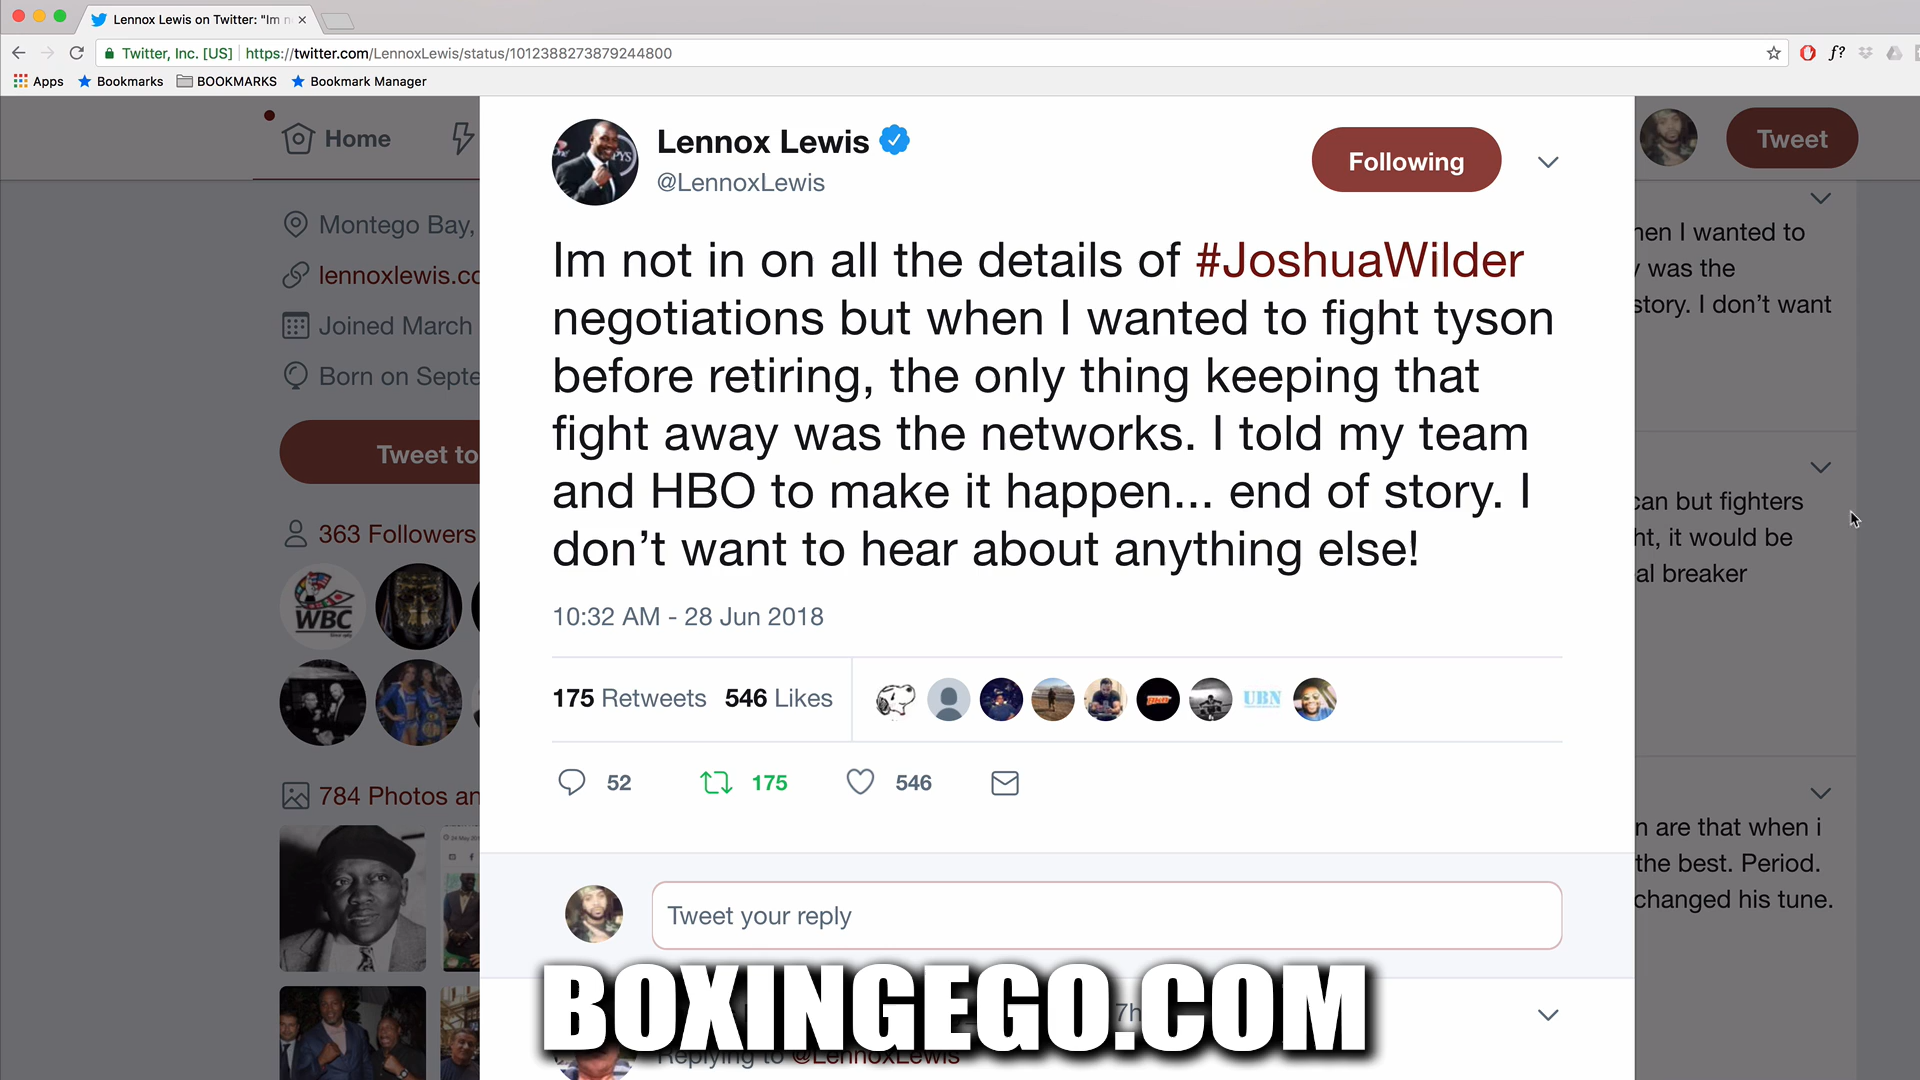 Lennox Lewis on Twitter: "Im n
Twitter, Inc. [US] https://twitter.com/LennoxLewis/status/1012388273879244800
Apps Bookmarks BOOKMARKS Bookmark Manager
Home
Tweet
Montego Bay,
lennoxlewis.co
Joined March
Born on Septe
Tweet to
363 Followers
WBC
784 Photos an
Lennox Lewis
@LennoxLewis
Following
Im not in on all the details of #JoshuaWilder
negotiations but when I wanted to fight tyson
before retiring, the only thing keeping that
fight away was the networks. I told my team
and HBO to make it happen... end of story. I
don’t want to hear about anything else!
10:32 AM - 28 Jun 2018
175 Retweets 546 Likes
UBN
52 175 546
Tweet your reply
7h
Replying to @LennoxLewis
BOXINGEGO.COM
hen I wanted to
was the
story. I don’t want
can but fighters
ht, it would be
al breaker
n are that when i
the best. Period.
changed his tune.